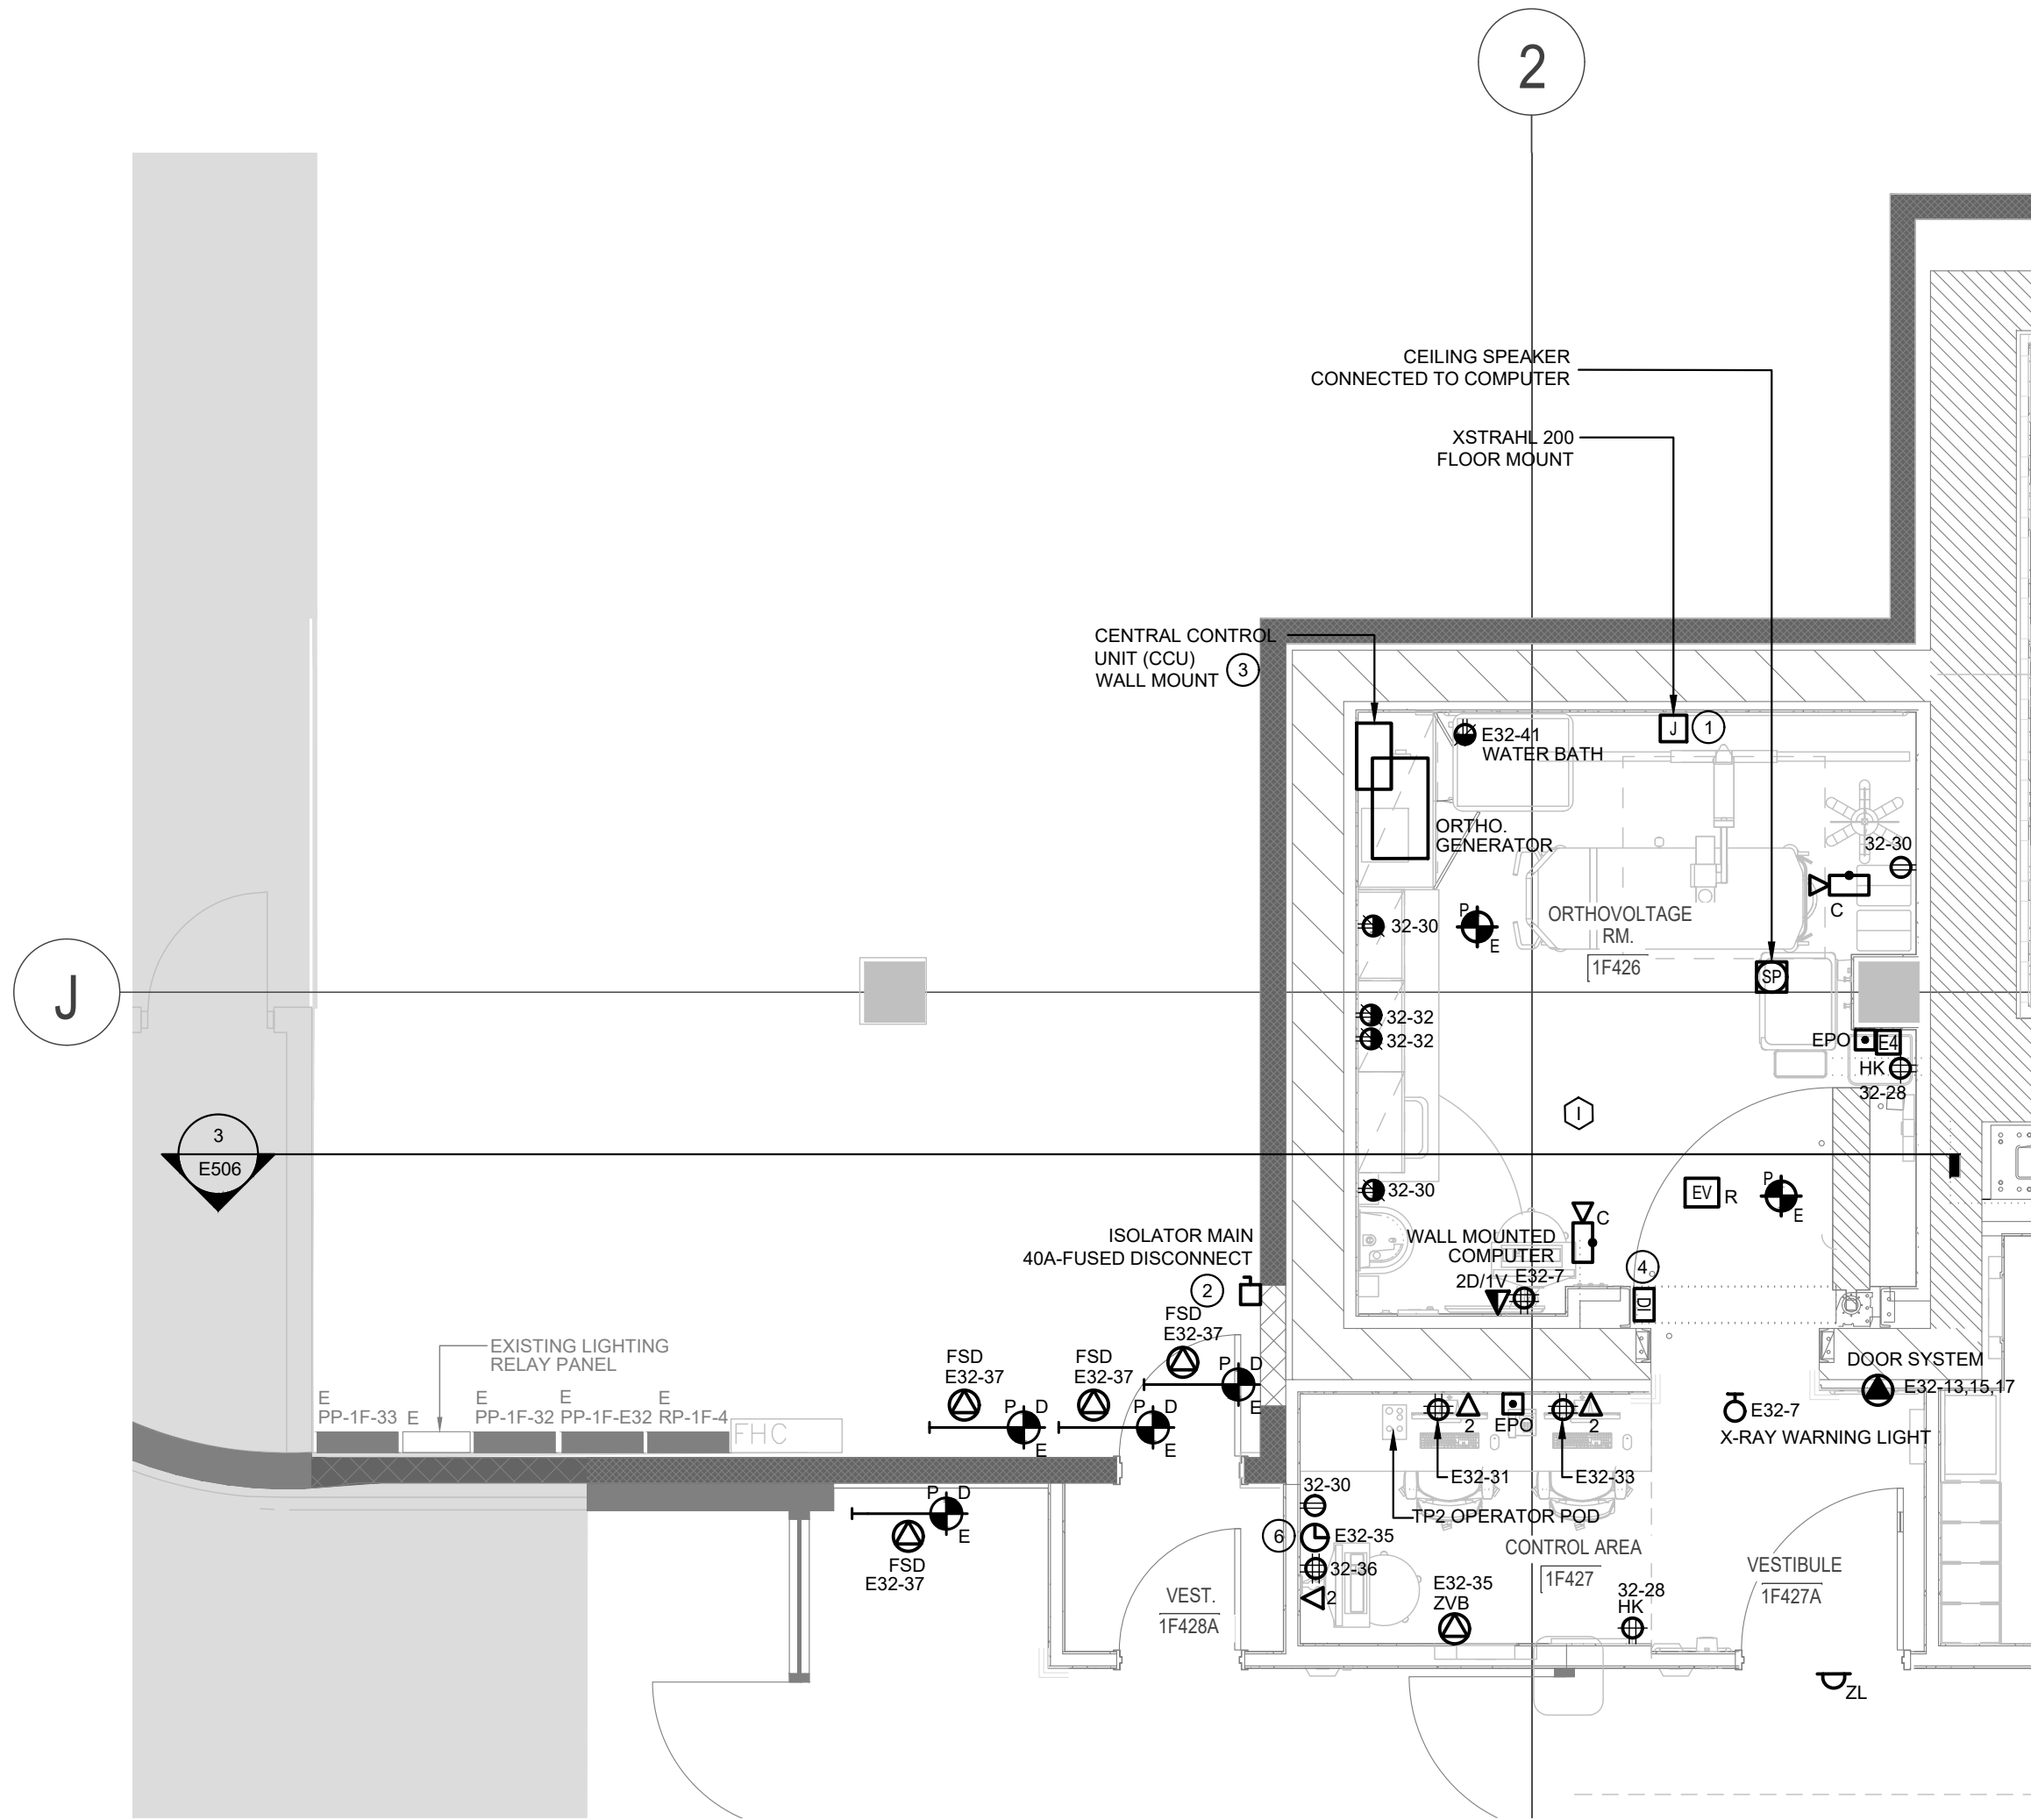 2
CEILING SPEAKER
CONNECTED TO COMPUTER
XSTRAHL 200
FLOOR MOUNT
CENTRAL CONTROL
UNIT (CCU)
WALL MOUNT
3
J
1
E32-41
WATER BATH
ORTHO.
GENERATOR
32-30
C
P
E
32-30
ORTHOVOLTAGE
RM.
1F426
SP
J
32-32
32-32
EPO
E4
HK
32-28
I
3
E506
32-30
EV
R
P
E
C
ISOLATOR MAIN
40A-FUSED DISCONNECT
2
WALL MOUNTED
COMPUTER
2D/1V
E32-7
4
DI
FSD
E32-37
P
D
E
EXISTING LIGHTING
RELAY PANEL
FSD
E32-37
P
D
E
FSD
E32-37
P
D
E
DOOR SYSTEM
E32-13,15,17
E
PP-1F-33
E
E
PP-1F-32
E
PP-1F-E32
E
RP-1F-4
FHC
2
EPO
2
E32-7
X-RAY WARNING LIGHT
E32-31
E32-33
32-30
P
D
E
FSD
E32-37
TP2 OPERATOR POD
6
E32-35
CONTROL AREA
1F427
32-36
2
VESTIBULE
1F427A
VEST.
1F428A
E32-35
ZVB
32-28
HK
ZL